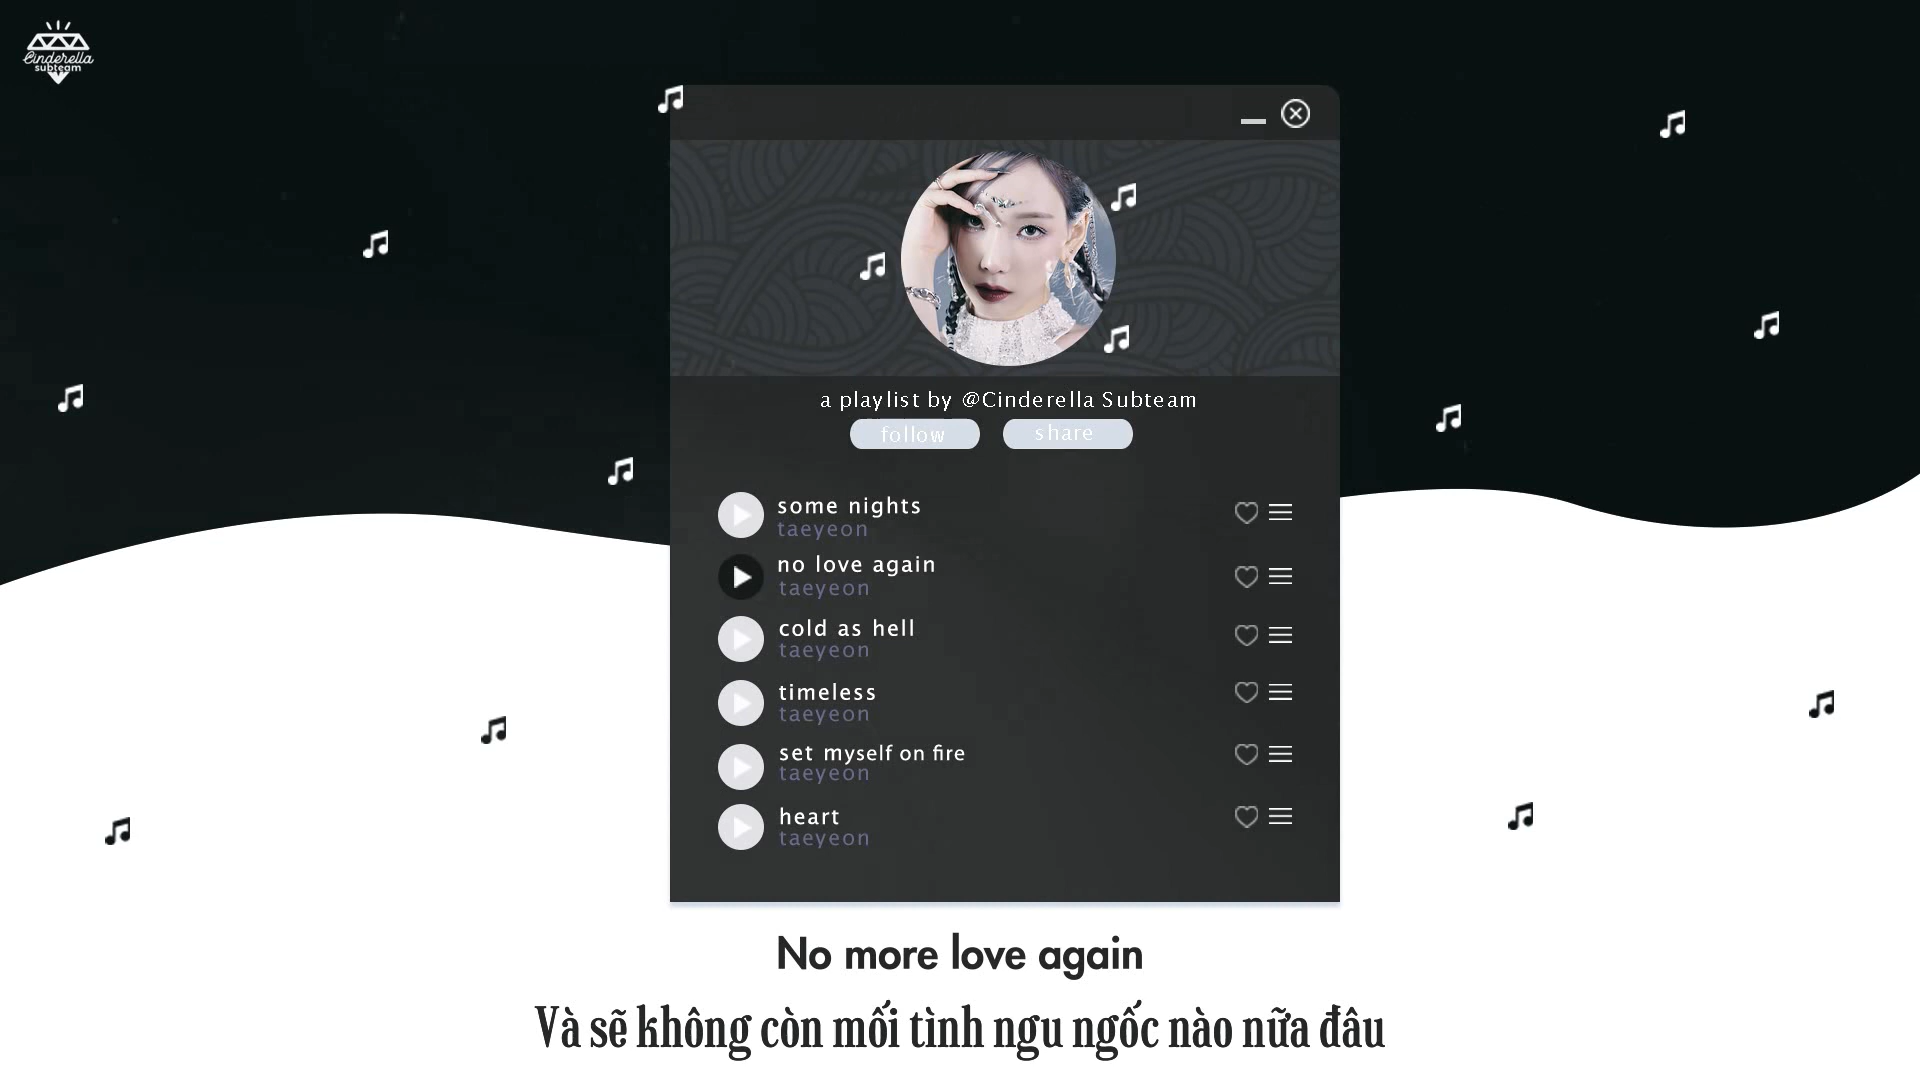 Cinderella
subteam
a playlist by @Cinderella Subteam
follow
share
some nights
taeyeon
no love again
taeyeon
cold as hell
taeyeon
timeless
taeyeon
set myself on fire
taeyeon
heart
taeyeon
No more love again
Và sẽ không còn mối tình ngu ngốc nào nữa đâu